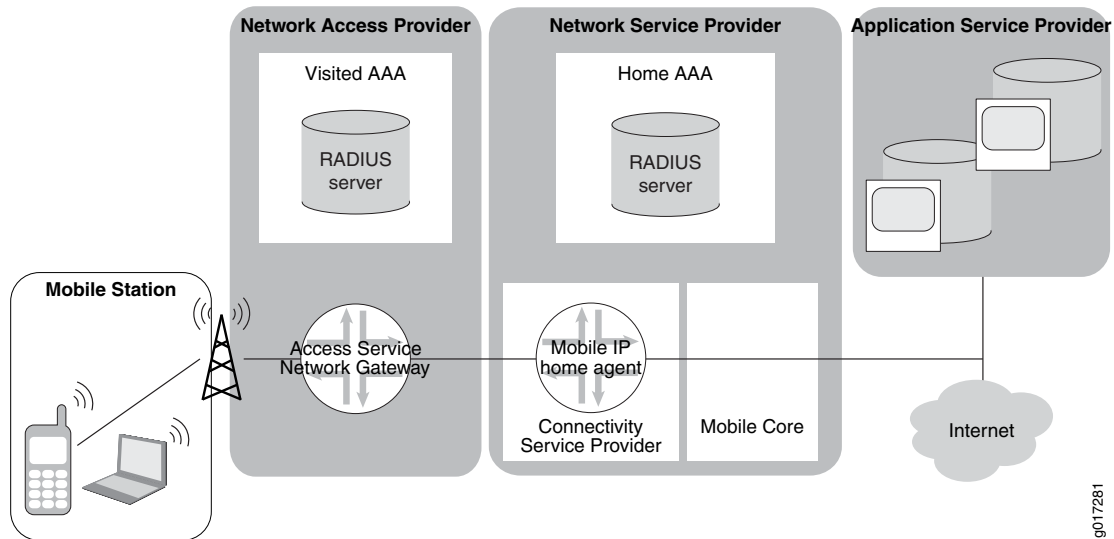 Network Access Provider
Network Service Provider
Application Service Provider
Visited AAA
Home AAA
RADIUS
server
RADIUS
server
Mobile Station
Access Service
Network Gateway
Mobile IP
home agent
Connectivity
Service Provider
Mobile Core
Internet
g017281